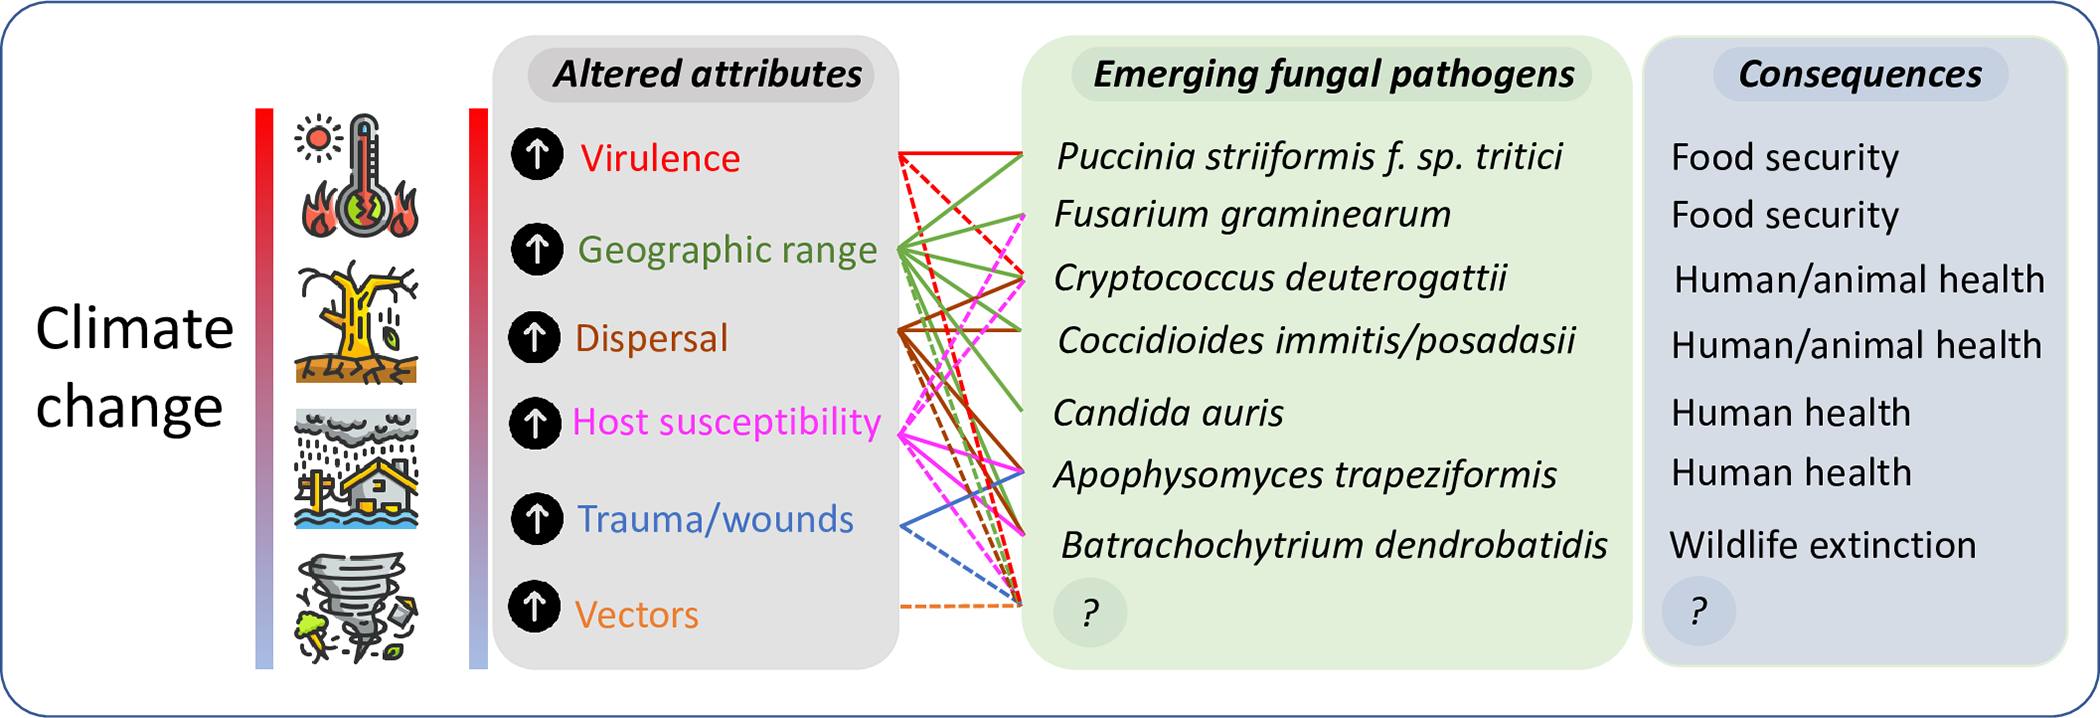 Climate
change
Altered attributes
Virulence
Geographic range
Dispersal
Host susceptibility
Trauma/wounds
Vectors
Emerging fungal pathogens
Puccinia striiformis f. sp. tritici
Fusarium graminearum
Cryptococcus deuterogattii
Coccidioides immitis/posadasii
Candida auris
Apophysomyces trapeziformis
Batrachochytrium dendrobatidis
?
Consequences
Food security
Food security
Human/animal health
Human/animal health
Human health
Human health
Wildlife extinction
?